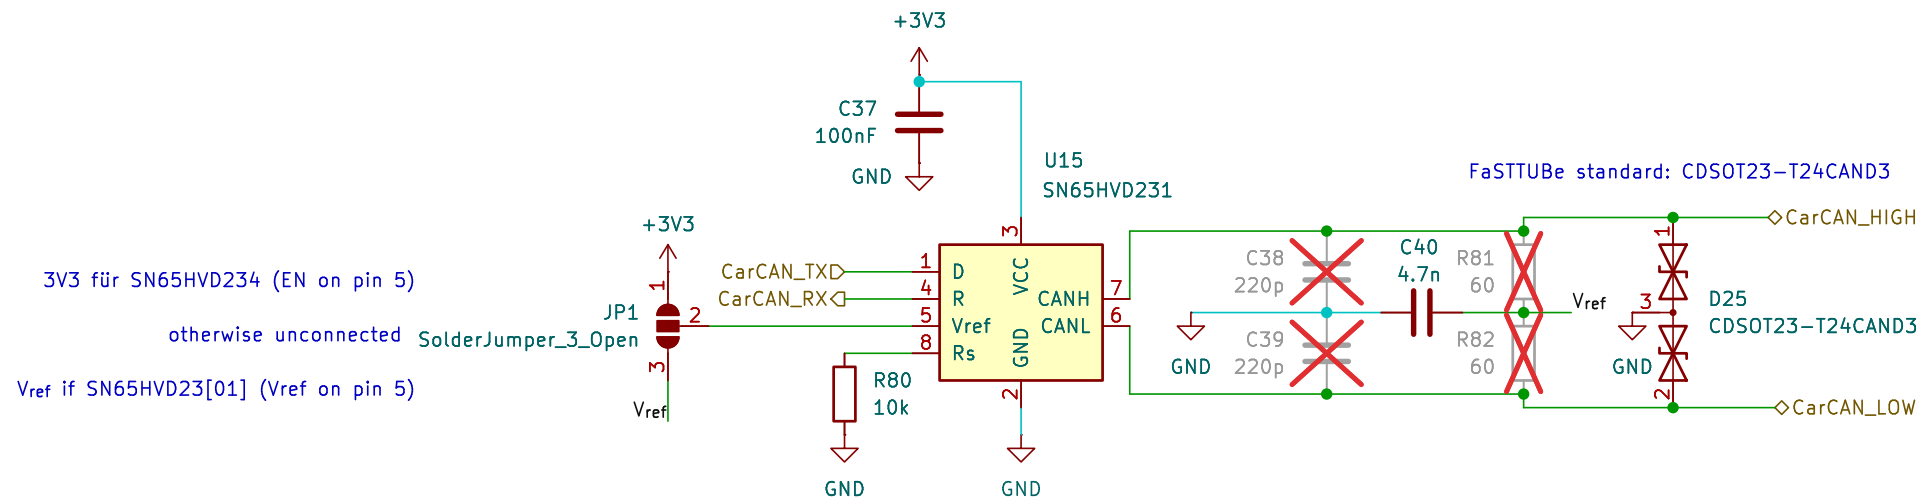 +3V3
C37
100nF
GND
U15
SN65HVD231
FaSTTUBe standard: CDSOT23-T24CAND3
+3V3
3V3 für SN65HVD234 (EN on pin 5)
otherwise unconnected
Vref if SN65HVD23[01] (Vref on pin 5)
JP1
SolderJumper_3_Open
1
2
3
Vref
CarCAN_TX
CarCAN_RX
1
4
5
8
3
D
R
Vref
Rs
VCC
GND
CANH
CANL
7
6
2
R80
10k
GND
GND
C38
220p
C39
220p
GND
C40
4.7n
R81
60
R82
60
Vref
CarCAN_HIGH
1
3
2
GND
D25
CDSOT23-T24CAND3
CarCAN_LOW